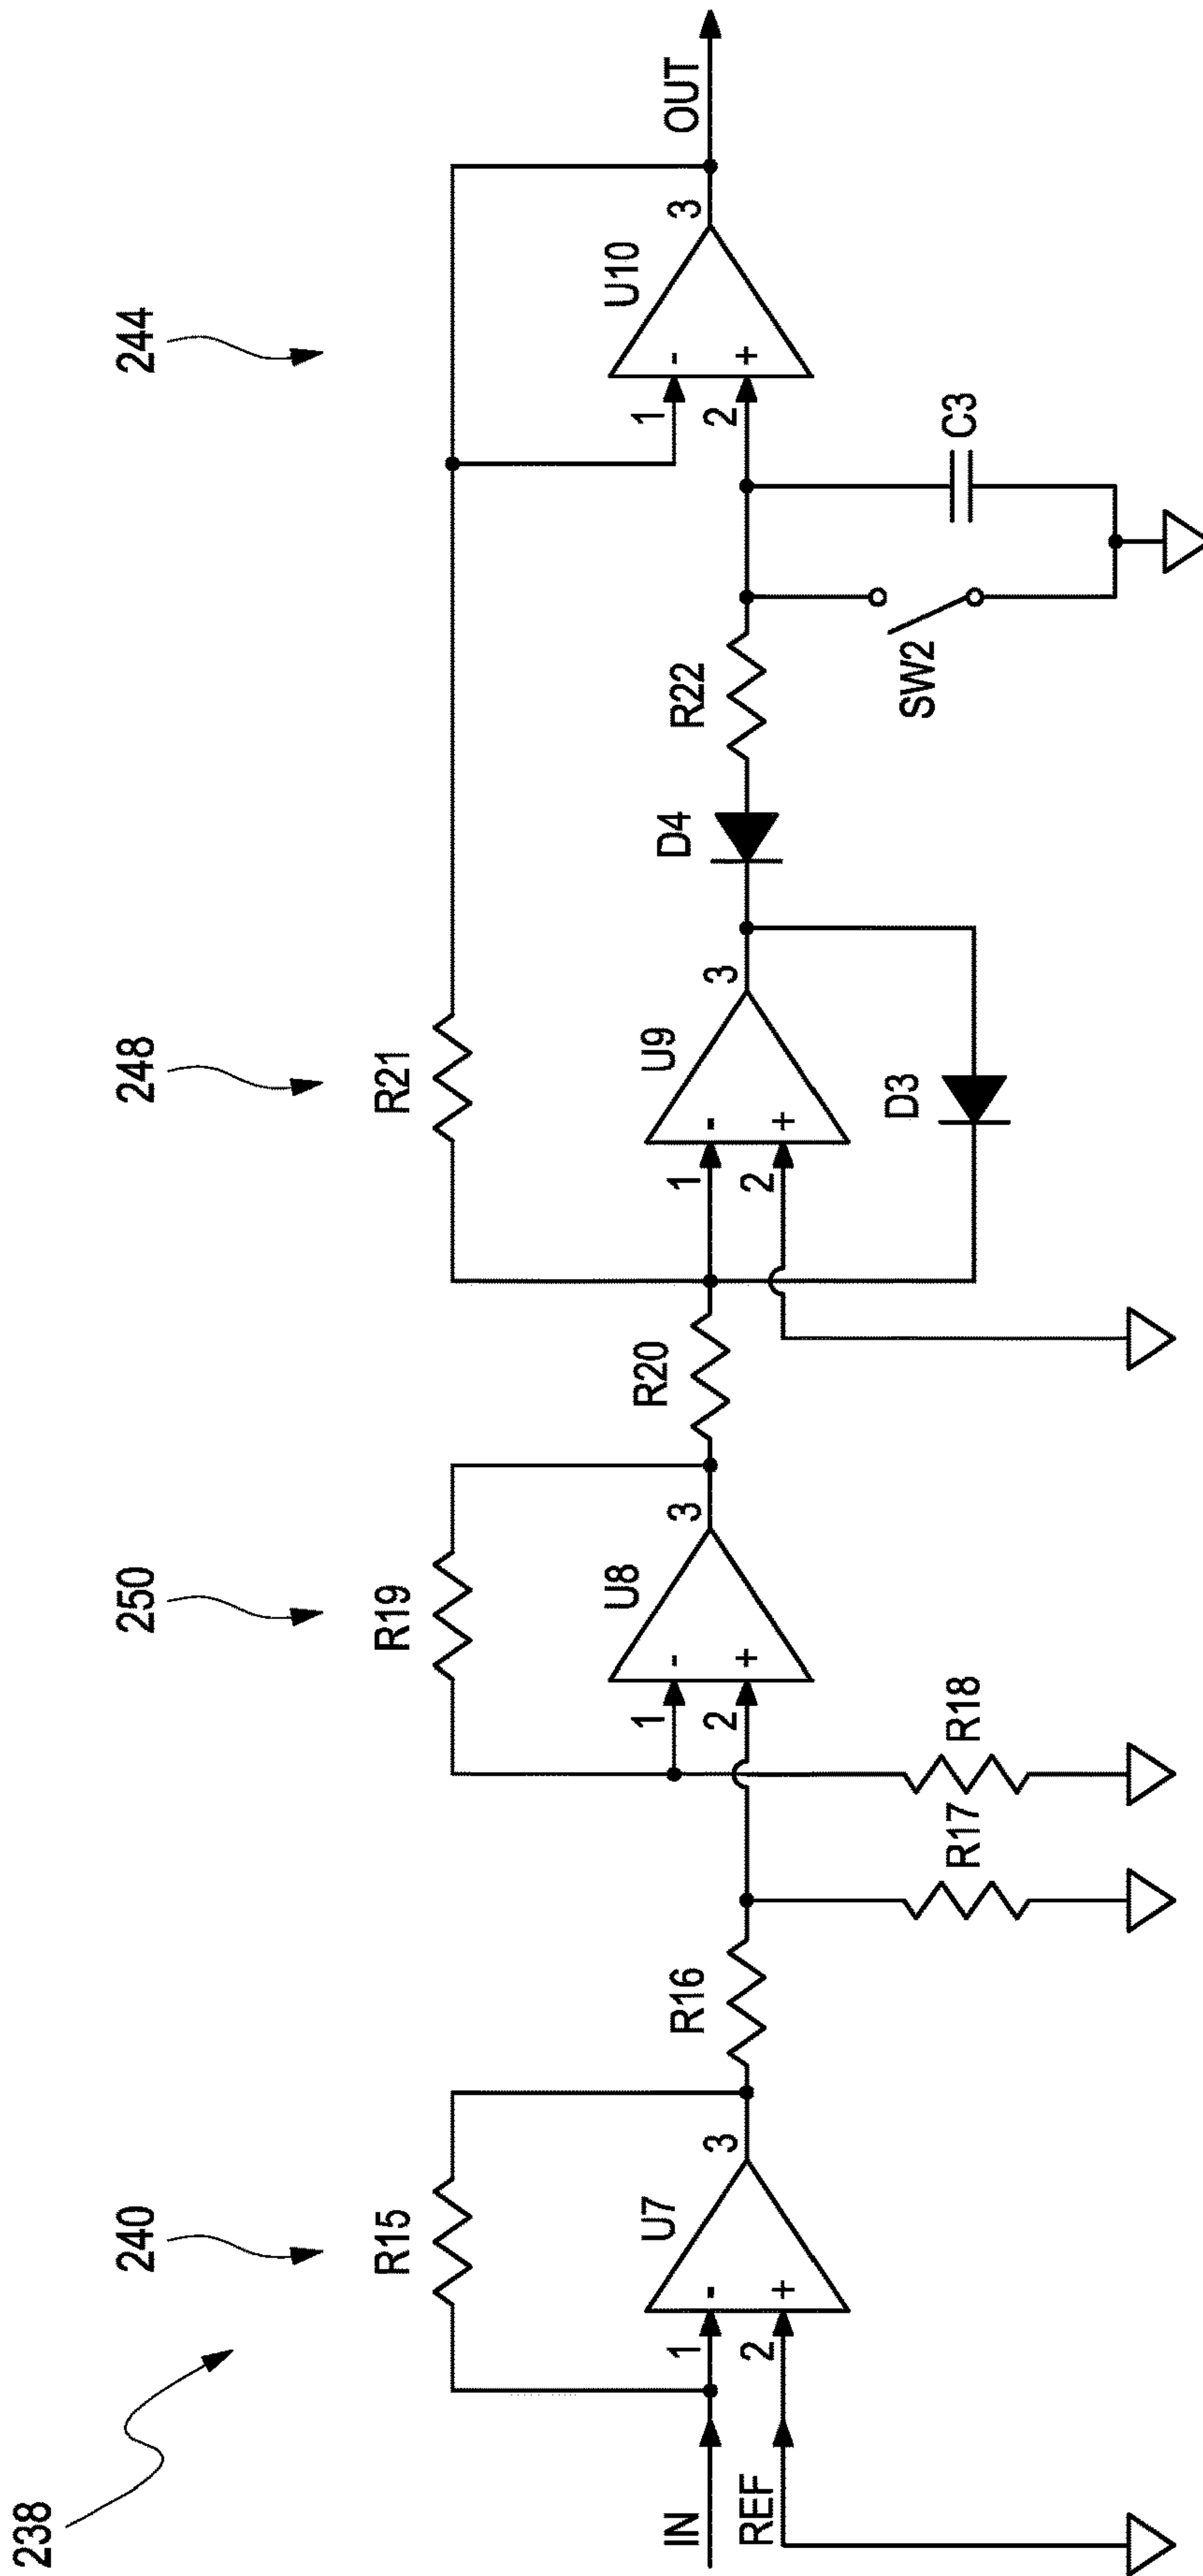 238
240
250
248
244
R15
R19
R21
U7
U8
U9
U10
IN
REF
1
2
3
-
+
R16
R17
R18
1
2
3
-
+
R20
1
2
3
-
+
D3
D4
R22
SW2
C3
1
2
3
-
+
OUT